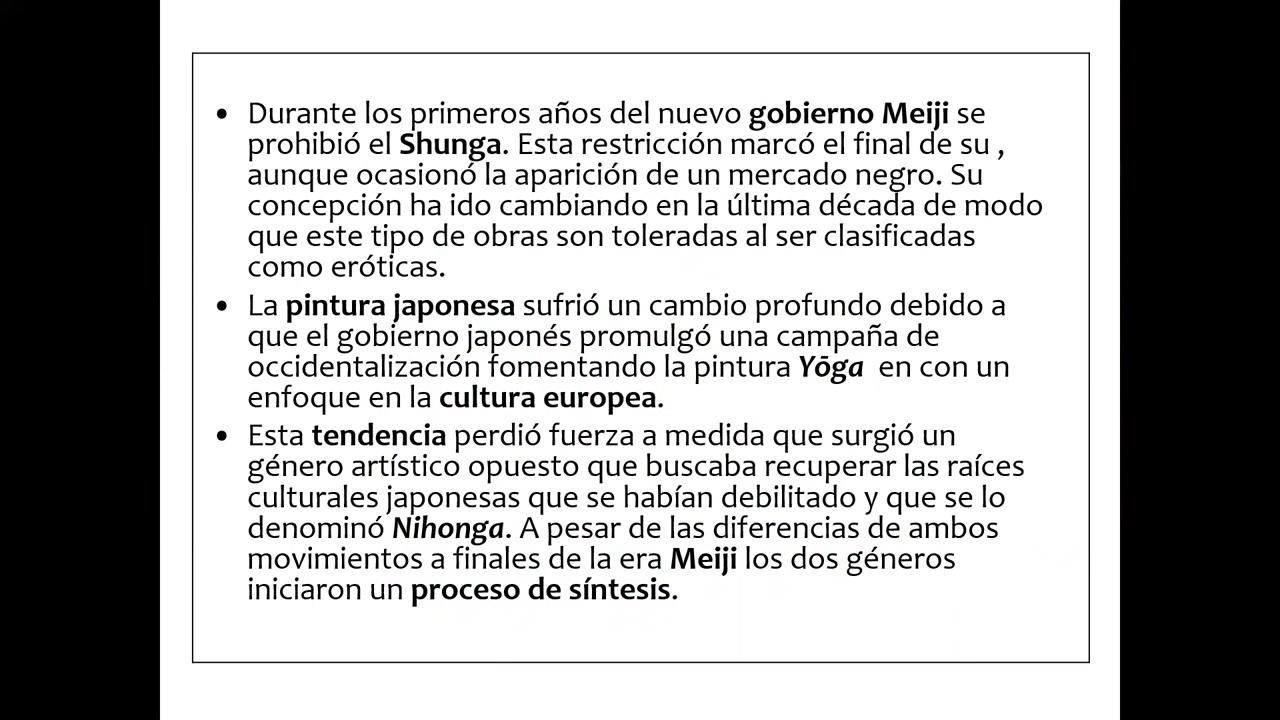 • Durante los primeros años del nuevo gobierno Meiji se
prohibió el Shunga. Esta restricción marcó el final de su ,
aunque ocasionó la aparición de un mercado negro. Su
concepción ha ido cambiando en la última década de modo
que este tipo de obras son toleradas al ser clasificadas
como eróticas.
• La pintura japonesa sufrió un cambio profundo debido a
que el gobierno japonés promulgó una campaña de
occidentalización fomentando la pintura Yōga en con un
enfoque en la cultura europea.
• Esta tendencia perdió fuerza a medida que surgió un
género artístico opuesto que buscaba recuperar las raíces
culturales japonesas que se habían debilitado y que se lo
denominó Nihonga. A pesar de las diferencias de ambos
movimientos a finales de la era Meiji los dos géneros
iniciaron un proceso de síntesis.